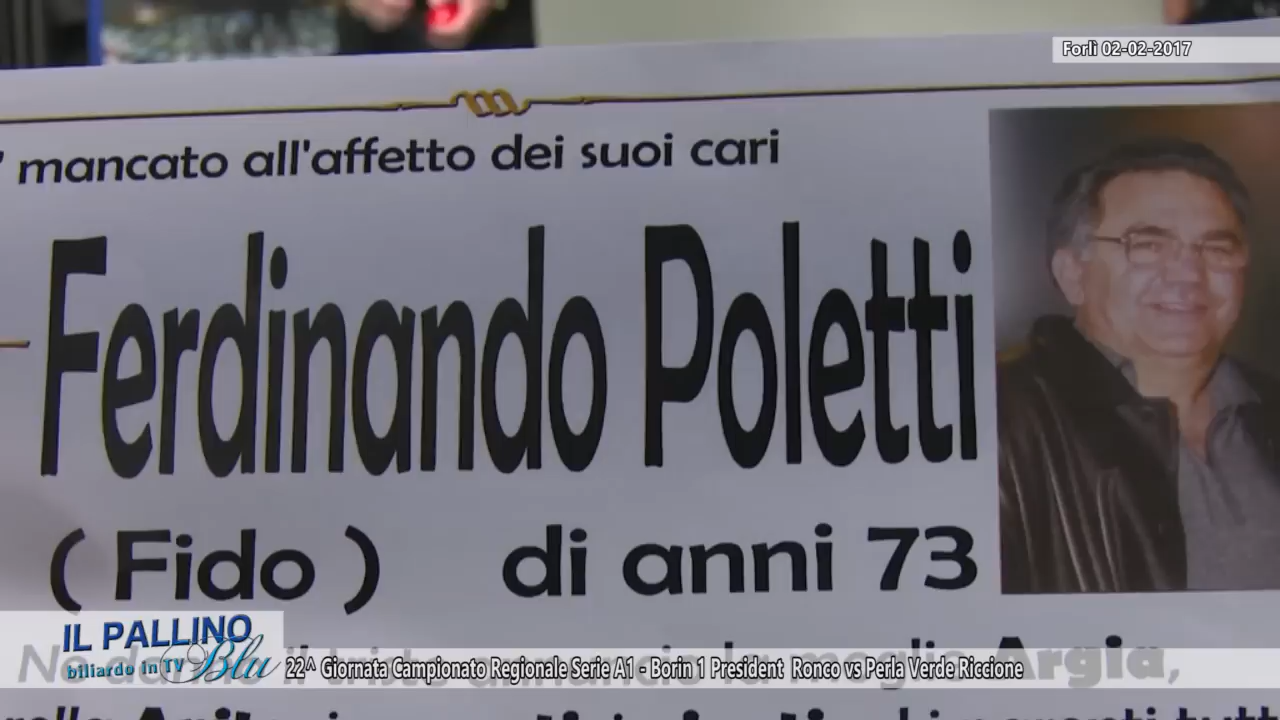 Forlì 02-02-2017
' mancato all'affetto dei suoi cari
Ferdinando Poletti
( Fido ) di anni 73
Argia,
IL PALLINO
Blu
biliardo in TV
22^ Giornata Campionato Regionale Serie A1 - Borin 1 President Ronco vs Perla Verde Riccione